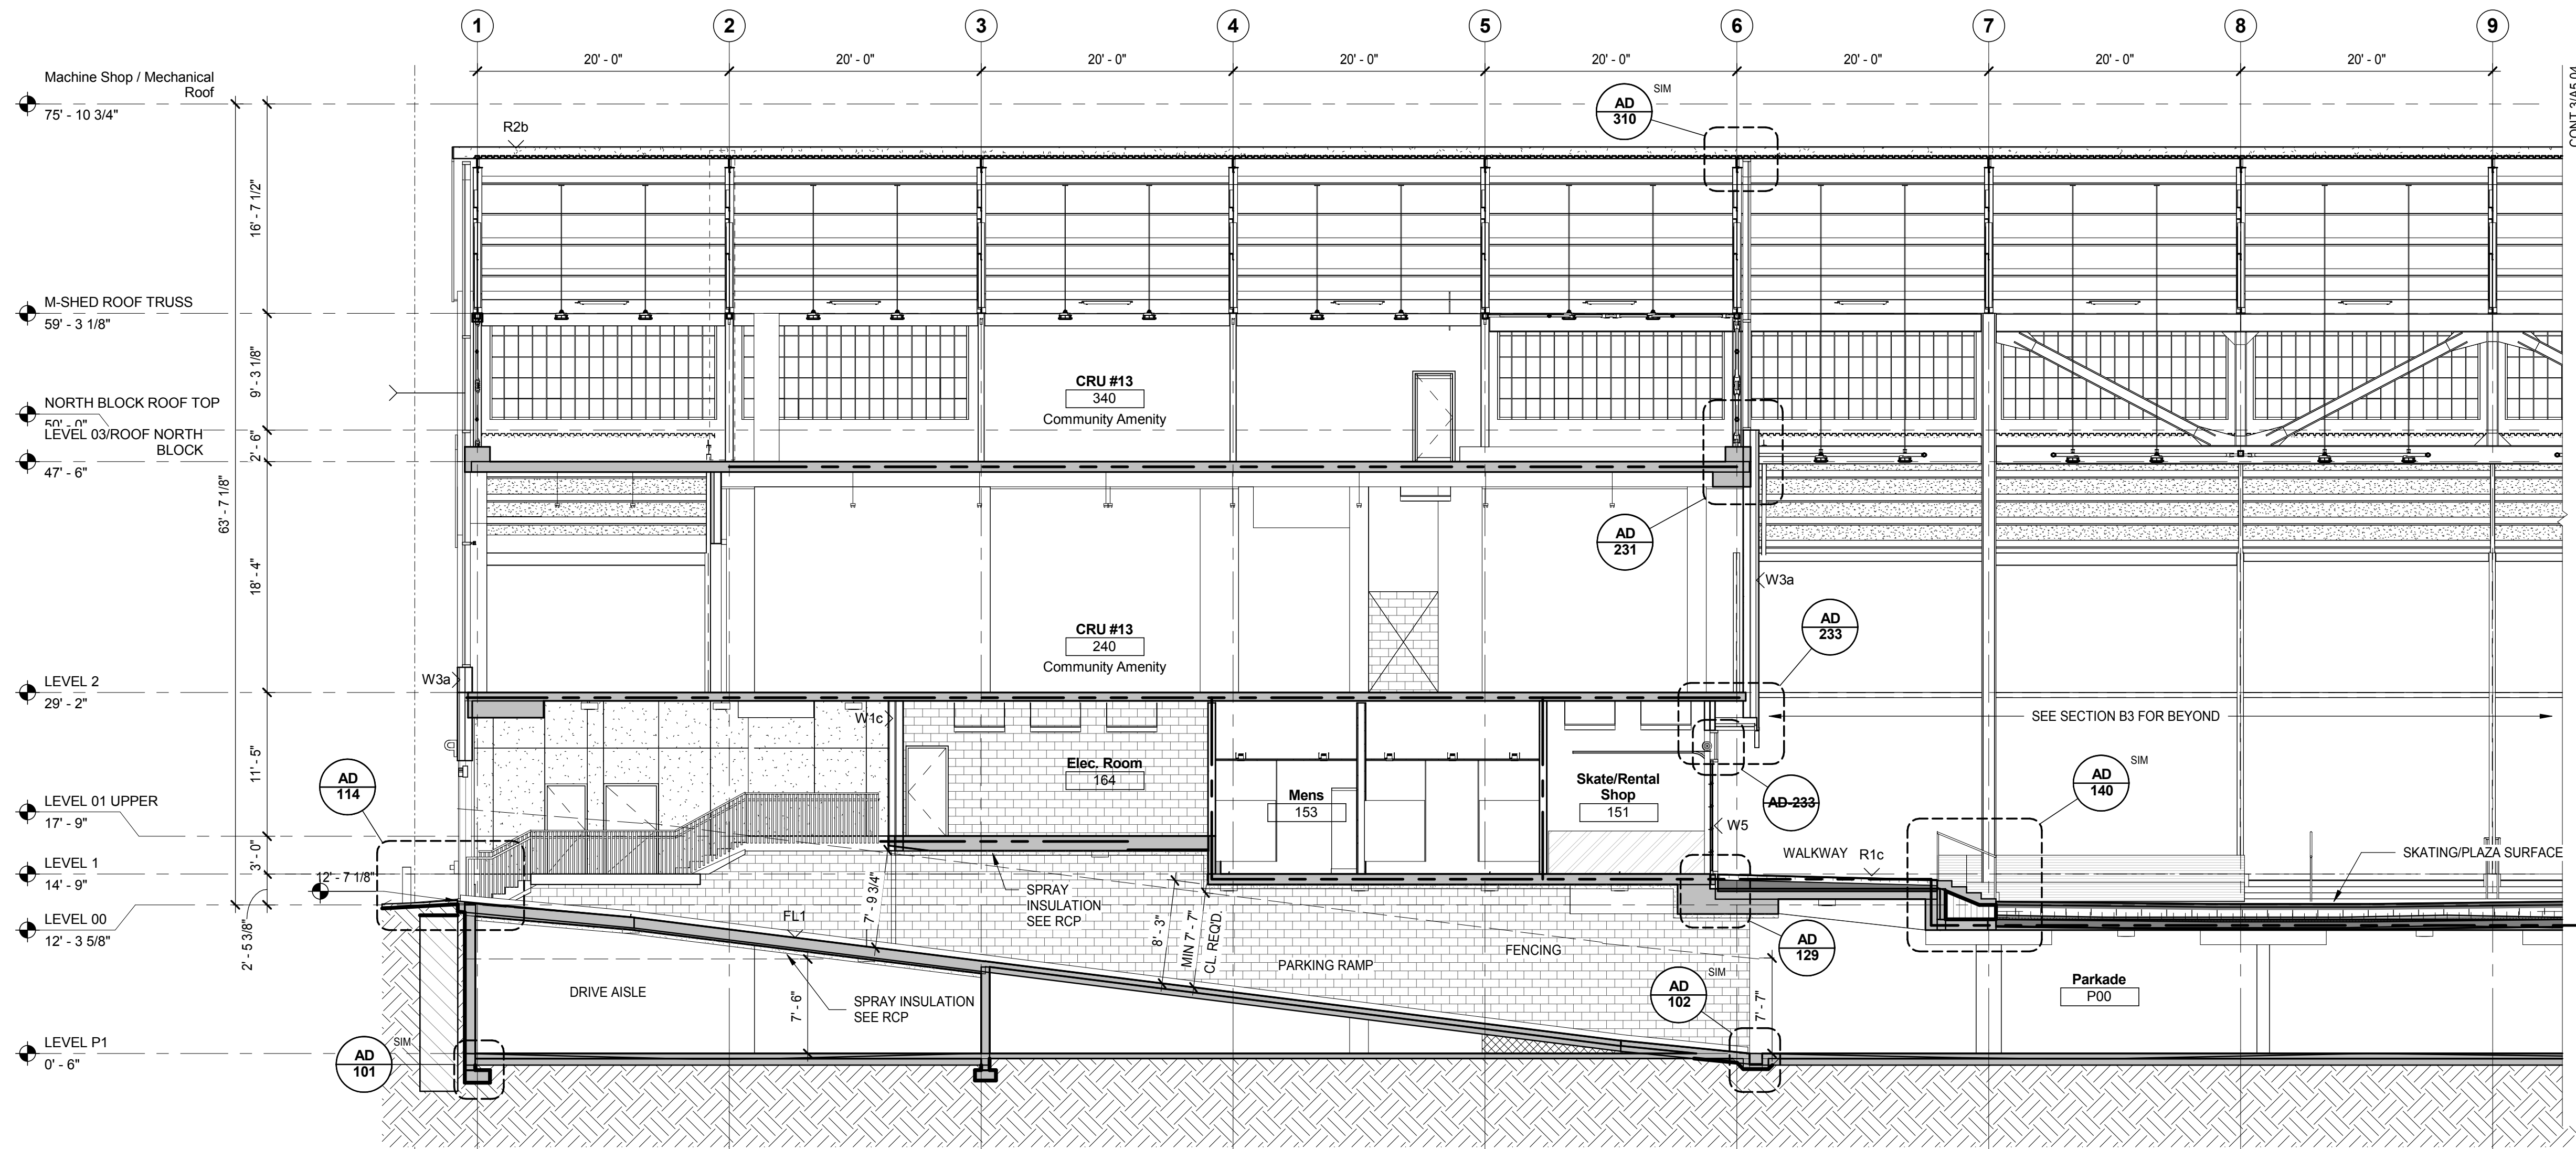 1
2
3
4
5
6
7
8
9
20' - 0"
20' - 0"
20' - 0"
20' - 0"
20' - 0"
20' - 0"
20' - 0"
20' - 0"
CONT 3/A5.04
Machine Shop / Mechanical
Roof
75' - 10 3/4"
R2b
AD
310
SIM
16' - 7 1/2"
M-SHED ROOF TRUSS
59' - 3 1/8"
9' - 3 1/8"
NORTH BLOCK ROOF TOP
50' - 0"
LEVEL 03/ROOF NORTH
BLOCK
47' - 6"
2' - 6"
CRU #13
340
Community Amenity
63' - 7 1/8"
18' - 4"
AD
231
W3a
CRU #13
240
Community Amenity
AD
233
W3a
LEVEL 2
29' - 2"
W1c
SEE SECTION B3 FOR BEYOND
11' - 5"
Elec. Room
164
Mens
153
Skate/Rental
Shop
151
AD
114
AD-233
AD
140
SIM
LEVEL 01 UPPER
17' - 9"
W5
3' - 0"
LEVEL 1
14' - 9"
12' - 7 1/8"
WALKWAY
R1c
SKATING/PLAZA SURFACE
LEVEL 00
12' - 3 5/8"
2' - 5 3/8"
FL1
7' - 9 3/4"
SPRAY
INSULATION
SEE RCP
8' - 3"
MIN 7' - 7"
CL. REQ'D.
PARKING RAMP
FENCING
AD
129
DRIVE AISLE
7' - 6"
SPRAY INSULATION
SEE RCP
AD
102
SIM
7' - 7"
Parkade
P00
LEVEL P1
0' - 6"
AD
101
SIM